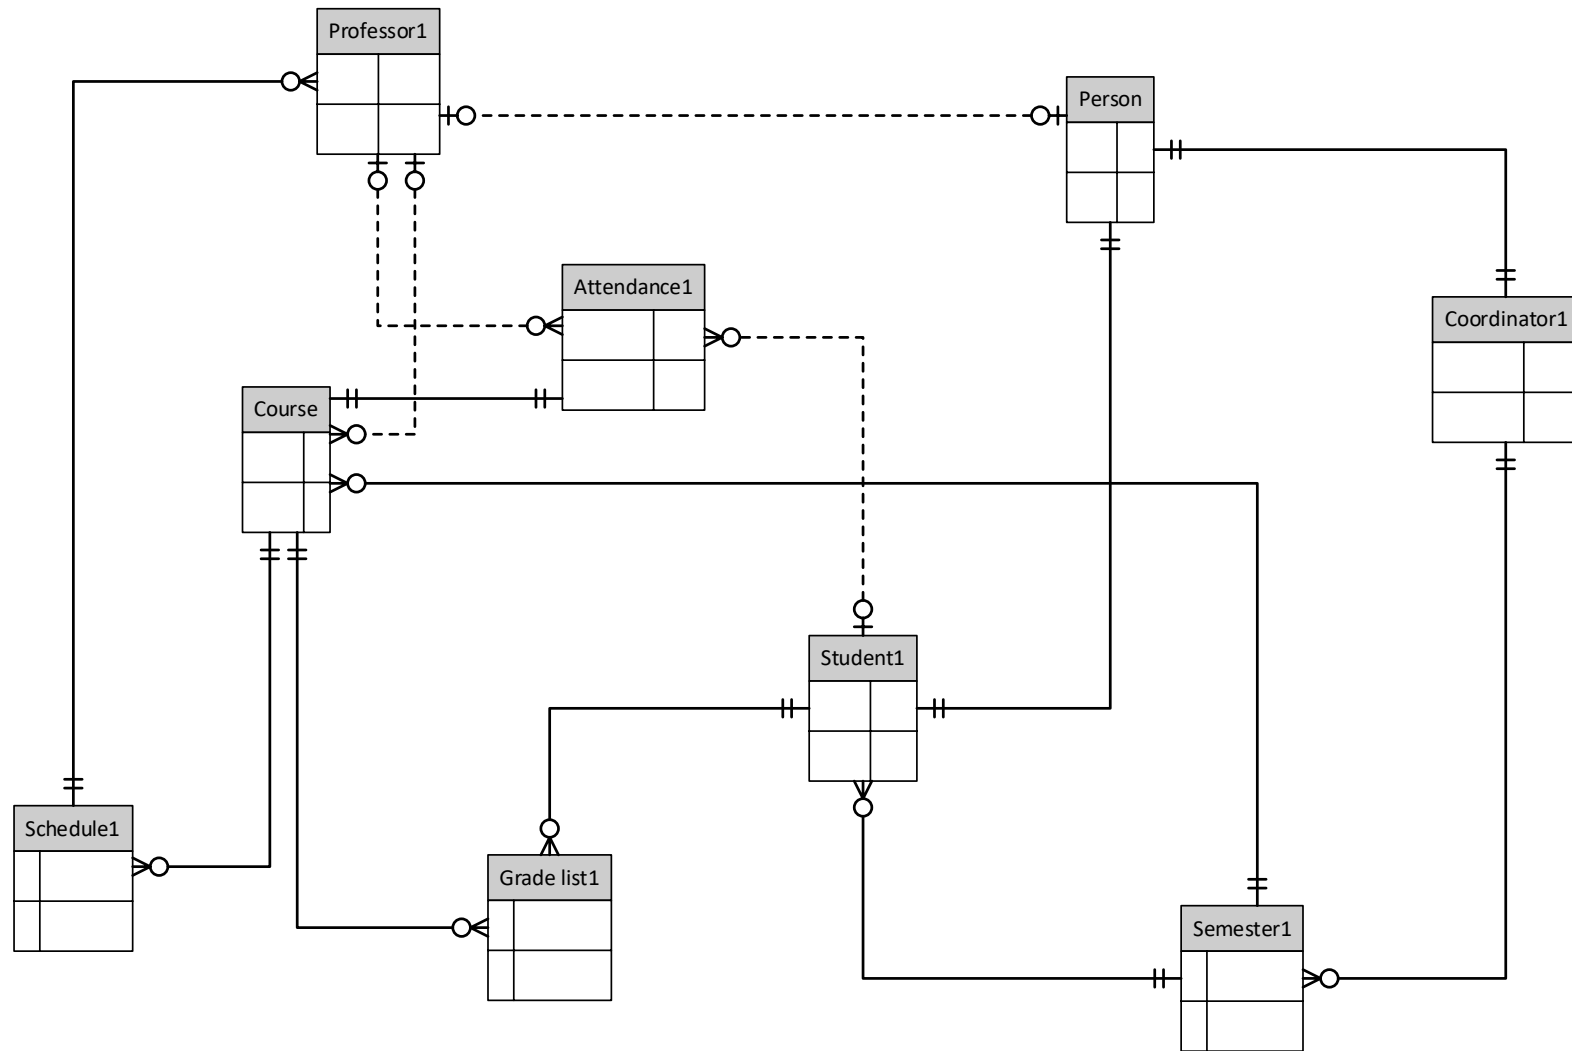 Professor1
Person
Attendance1
Coordinator1
Course
Student1
Schedule1
Grade list1
Semester1